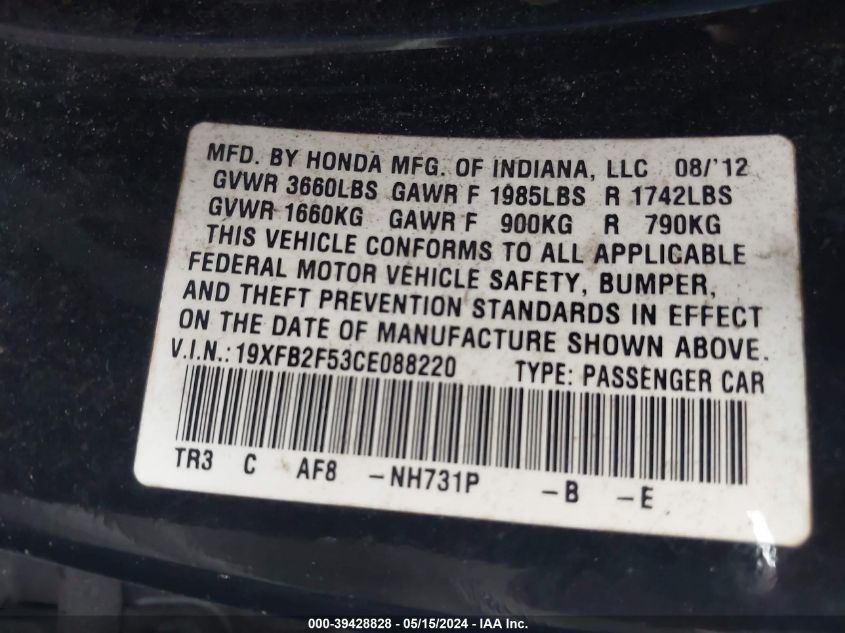 MFD. BY HONDA MFG. OF INDIANA, LLC 08/'12
GVWR 3660LBS GAWR F 1985LBS R 1742LBS
GVWR 1660KG GAWR F 900KG R 790KG
THIS VEHICLE CONFORMS TO ALL APPLICABLE
FEDERAL MOTOR VEHICLE SAFETY, BUMPER,
AND THEFT PREVENTION STANDARDS IN EFFECT
ON THE DATE OF MANUFACTURE SHOWN ABOVE.
V.I.N.: 19XFB2F53CE088220 TYPE: PASSENGER CAR
TR3 C AF8 -NH731P -B -E
000-39428828 - 05/15/2024 - IAA Inc.